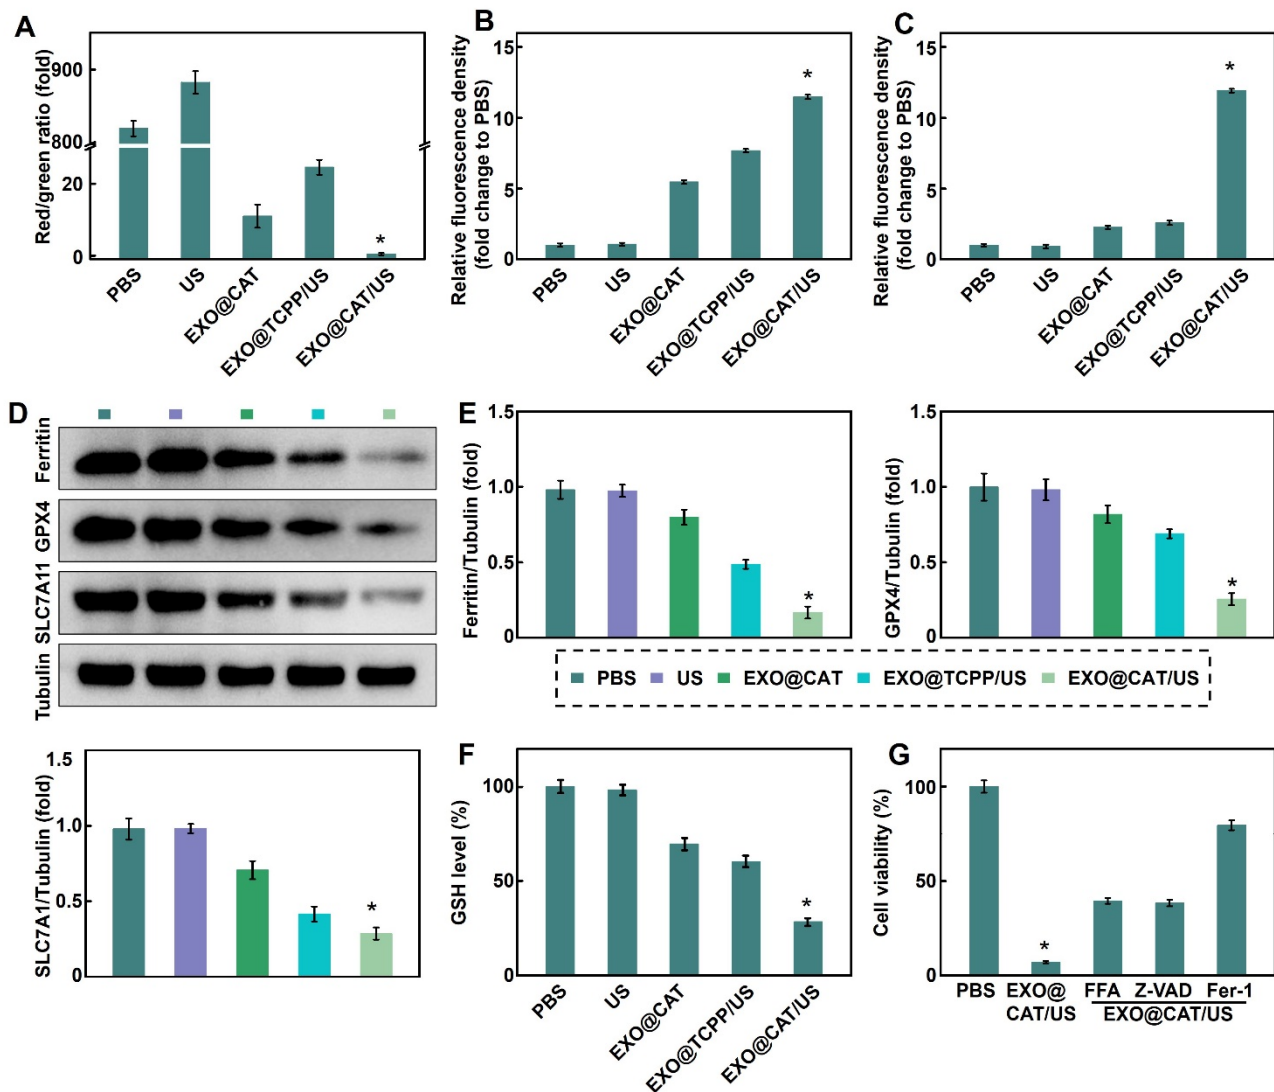 A
Red/green ratio (fold)
900
800
20
0
*
PBS
US
EXO@CAT
EXO@TCPP/US
EXO@CAT/US
B
Relative fluorescence density
(fold change to PBS)
15
10
5
0
*
PBS
US
EXO@CAT
EXO@TCPP/US
EXO@CAT/US
C
Relative fluorescence density
(fold change to PBS)
15
10
5
0
*
PBS
US
EXO@CAT
EXO@TCPP/US
EXO@CAT/US
D
Ferritin
GPX4
SLC7A11
Tubulin
E
Ferritin/Tubulin (fold)
1.5
1.0
0.5
0
*
GPX4/Tubulin (fold)
1.5
1.0
0.5
0
*
PBS US EXO@CAT EXO@TCPP/US EXO@CAT/US
SLC7A1/Tubulin (fold)
1.5
1.0
0.5
0
*
F
GSH level (%)
100
50
0
*
PBS
US
EXO@CAT
EXO@TCPP/US
EXO@CAT/US
G
Cell viability (%)
100
50
0
*
PBS EXO@ FFA Z-VAD Fer-1
CAT/US EXO@CAT/US